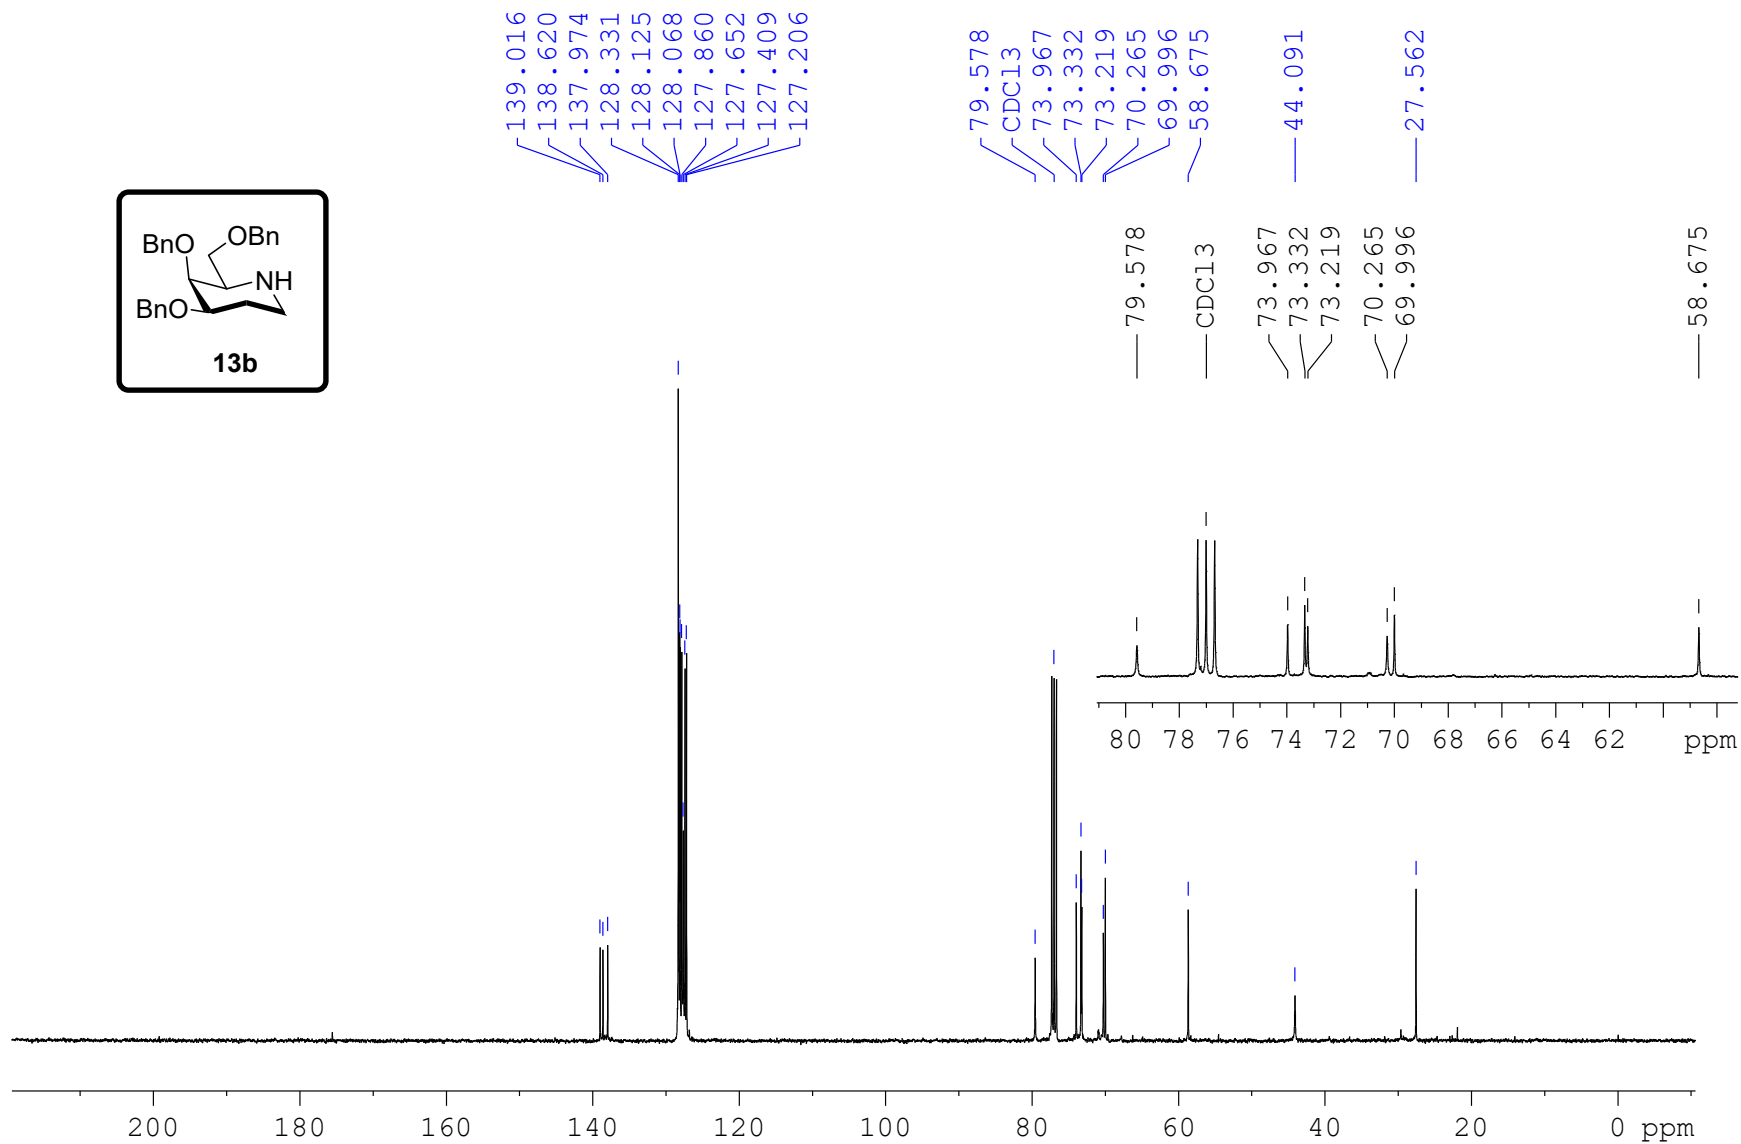 139.016
138.620
137.974
128.331
128.125
128.068
127.860
127.652
127.409
127.206
79.578
CDCl3
73.967
73.332
73.219
70.265
69.996
58.675
44.091
27.562
BnO
OBn
NH
BnO
13b
79.578
CDCl3
73.967
73.332
73.219
70.265
69.996
58.675
80 78 76 74 72 70 68 66 64 62 ppm
200 180 160 140 120 100 80 60 40 20 0 ppm